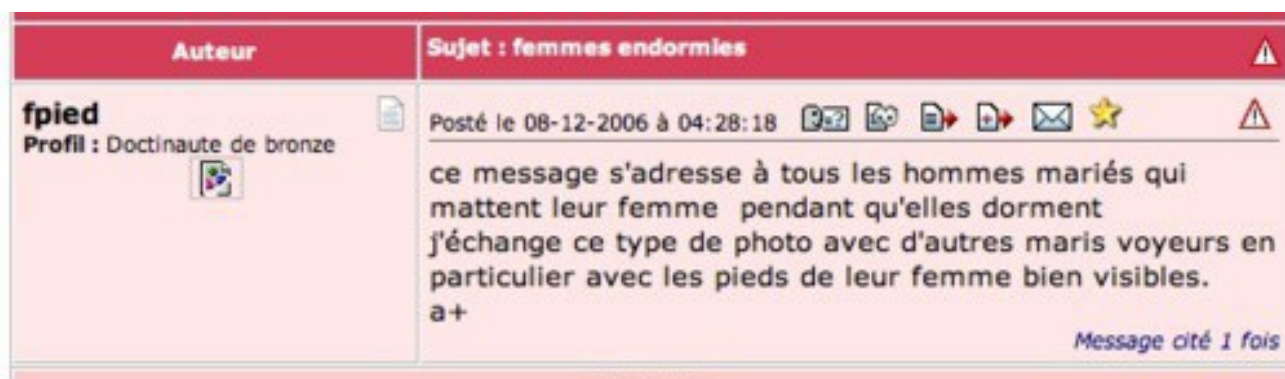 Auteur
Sujet : femmes endormies
fpied
Profil : Doctinaute de bronze
Posté le 08-12-2006 à 04:28:18
ce message s'adresse à tous les hommes mariés qui
mattent leur femme  pendant qu'elles dorment
j'échange ce type de photo avec d'autres maris voyeurs en
particulier avec les pieds de leur femme bien visibles.
a+
Message cité 1 fois